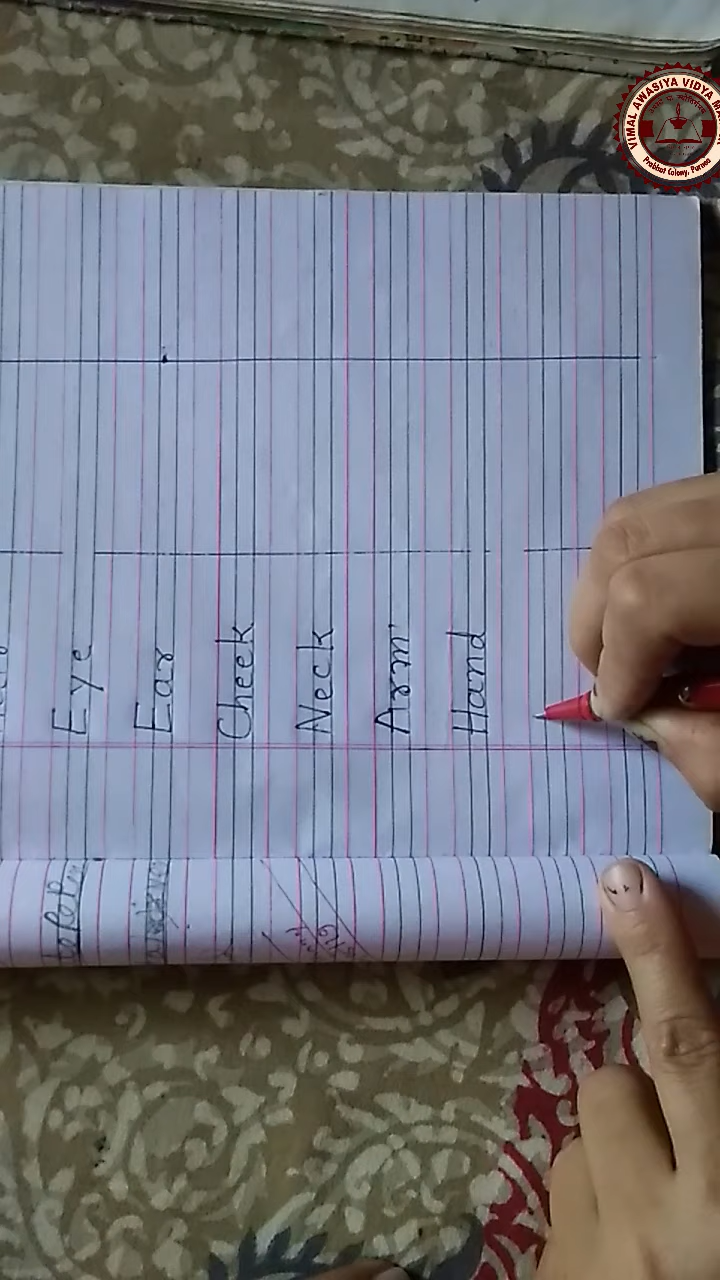 Eye
Ear
Cheek
Neck
Arm
Hand
VIMAL AWASIYA VIDYA
Prabhat Colony, Purnea